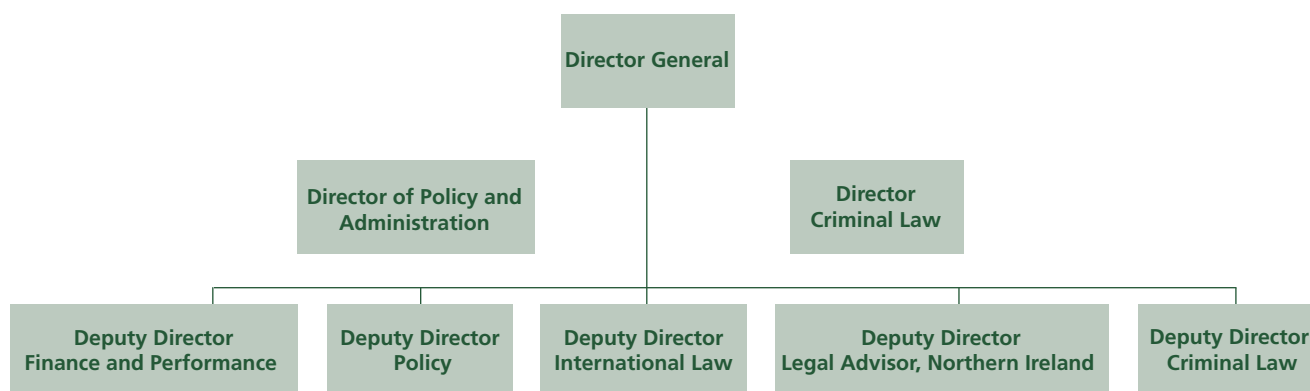 Director General
Director of Policy and
Administration
Director
Criminal Law
Deputy Director
Finance and Performance
Deputy Director
Policy
Deputy Director
International Law
Deputy Director
Legal Advisor, Northern Ireland
Deputy Director
Criminal Law